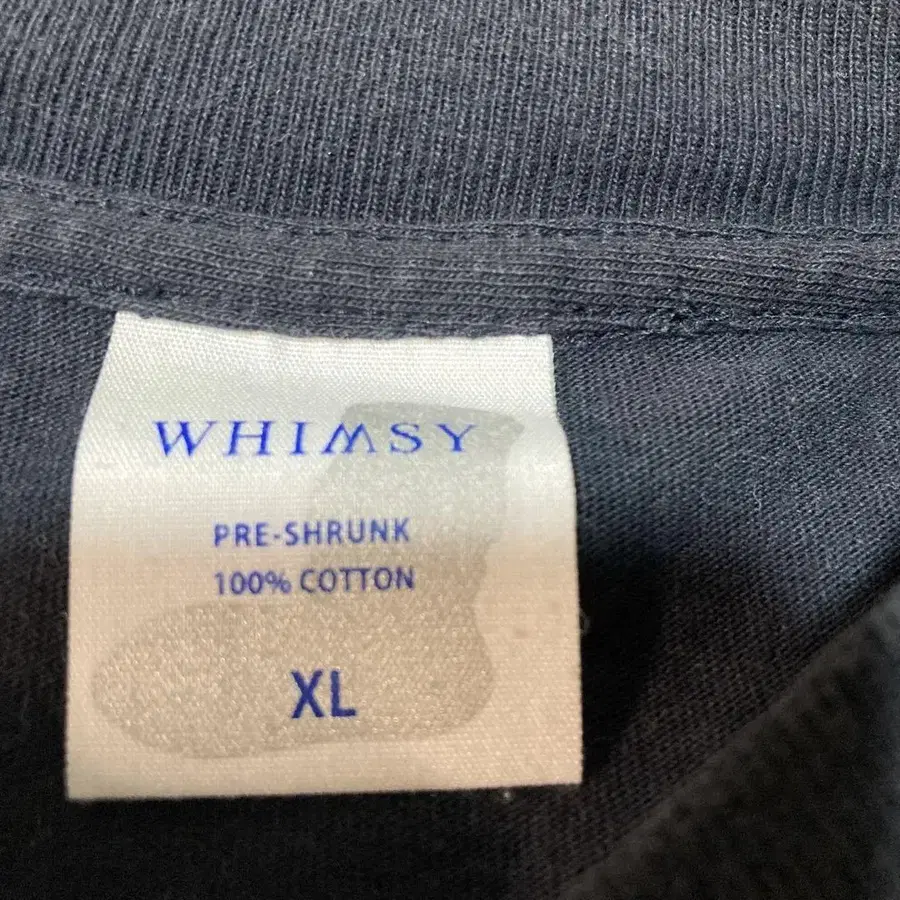 WHIMSY
PRE-SHRUNK
100% COTTON
XL